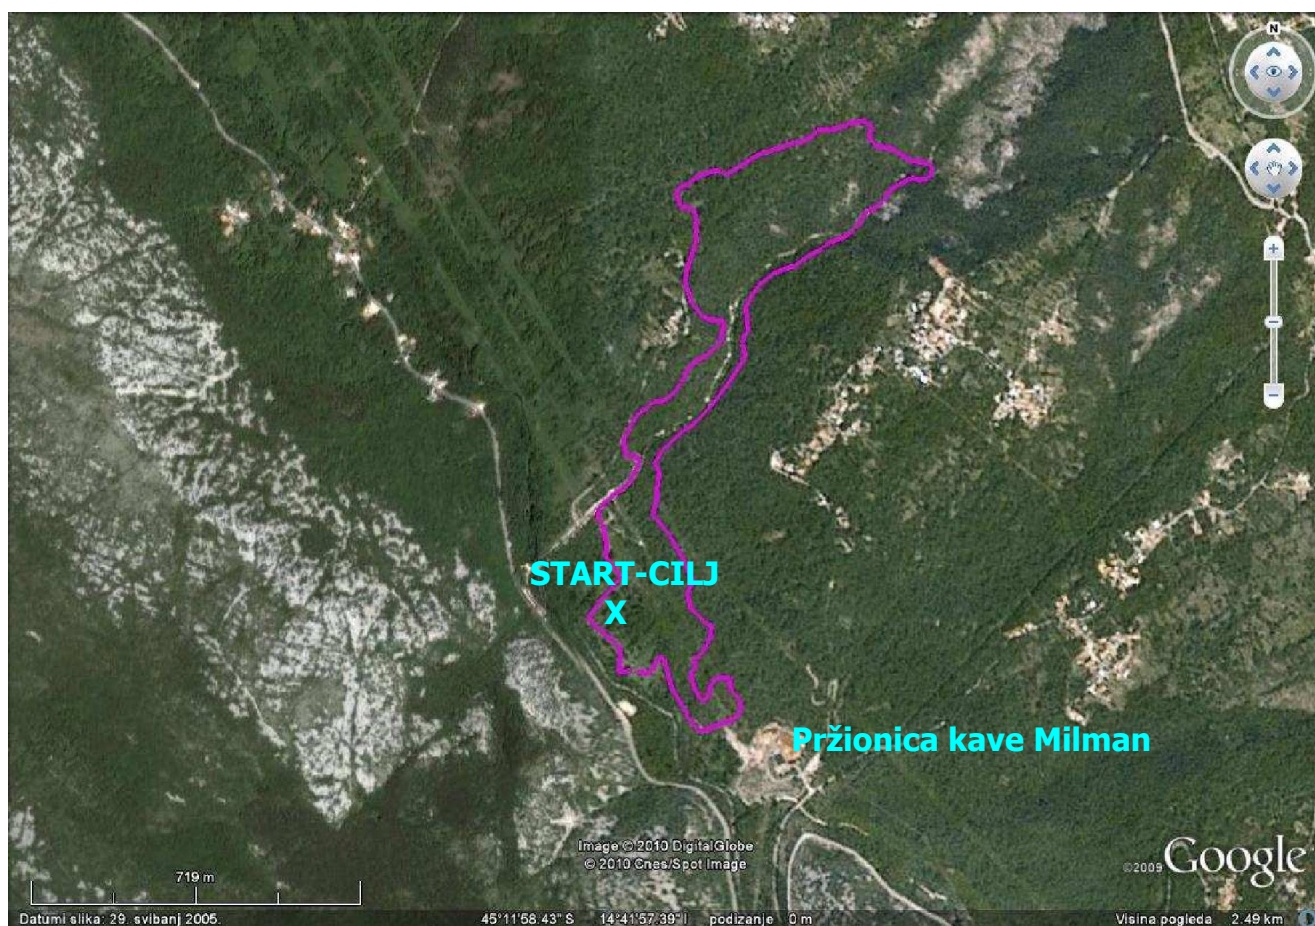 N
START-CILJ
X
Pržionica kave Milman
Image © 2010 DigitalGlobe
© 2010 Cnes/Spot Image
©2009 Google
719 m
Datumi slika: 29. svibanj 2005.
45°11'58.43" S 14°41'57.39" I podizanje 0 m
Visina pogleda 2.49 km